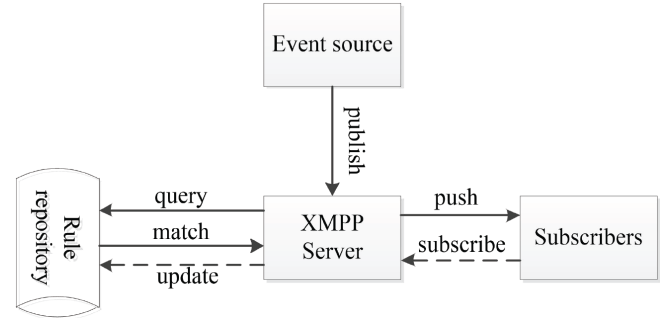 Event source
publish
Rule
repository
query
match
update
XMPP
Server
push
subscribe
Subscribers